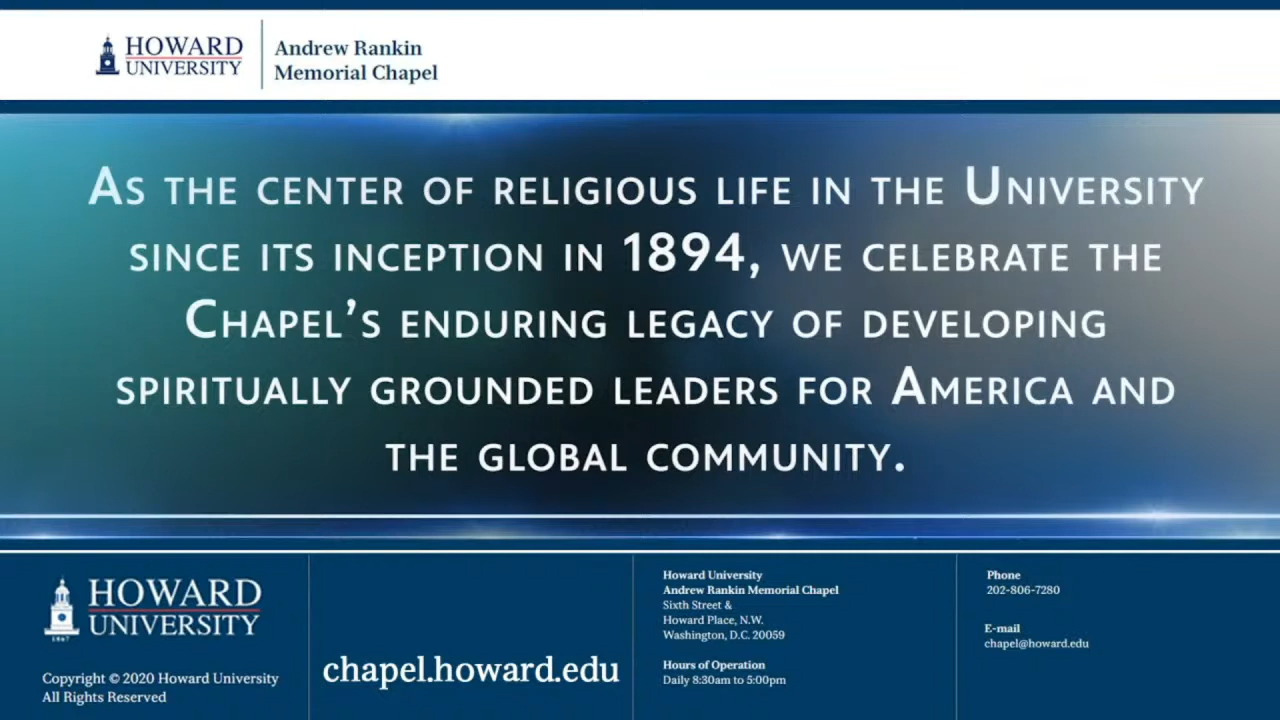 HOWARD
UNIVERSITY
Andrew Rankin
Memorial Chapel
As the center of religious life in the University
since its inception in 1894, we celebrate the
Chapel's enduring legacy of developing
spiritually grounded leaders for America and
the global community.
HOWARD
UNIVERSITY
1867
Copyright © 2020 Howard University
All Rights Reserved
chapel.howard.edu
Howard University
Andrew Rankin Memorial Chapel
Sixth Street &
Howard Place, N.W.
Washington, D.C. 20059
Hours of Operation
Daily 8:30am to 5:00pm
Phone
202-806-7280
E-mail
chapel@howard.edu